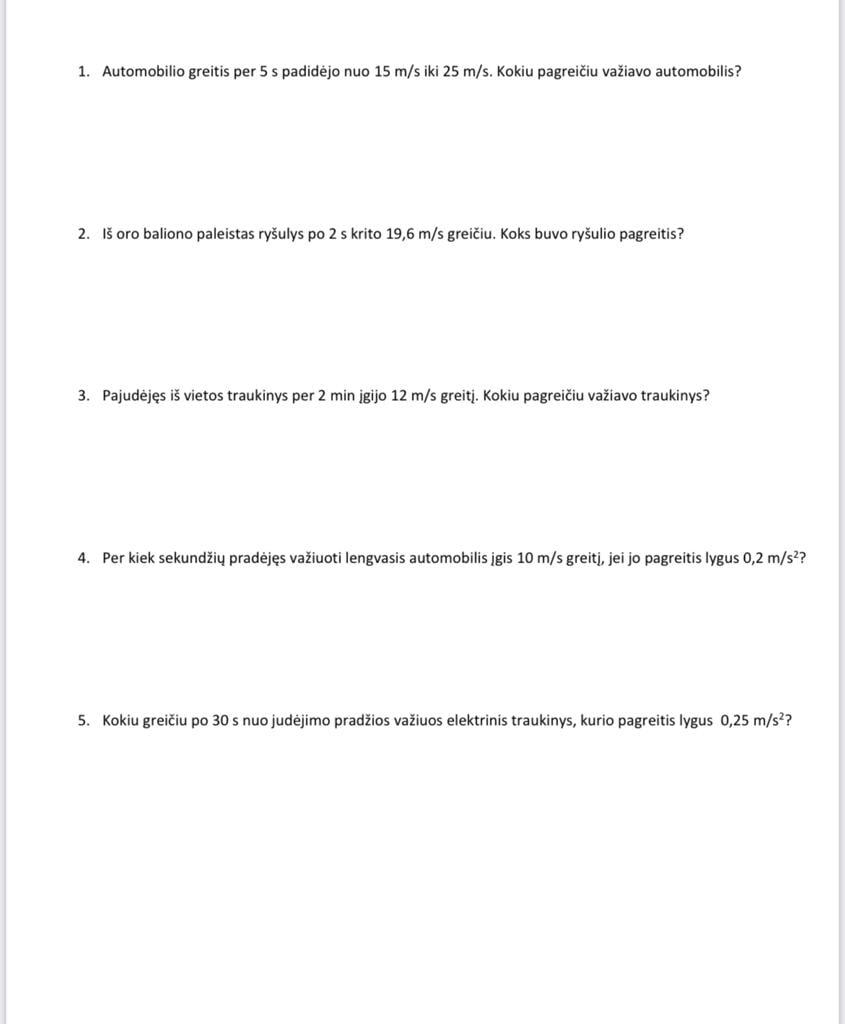 1. Automobilio greitis per 5 s padidėjo nuo 15 m/s iki 25 m/s. Kokiu pagreičiu važiavo automobilis?
2. Iš oro baliono paleistas ryšulys po 2 s krito 19,6 m/s greičiu. Koks buvo ryšulio pagreitis?
3. Pajudėjęs iš vietos traukinys per 2 min įgijo 12 m/s greitį. Kokiu pagreičiu važiavo traukinys?
4. Per kiek sekundžių pradėjęs važiuoti lengvasis automobilis įgis 10 m/s greitį, jei jo pagreitis lygus 0,2 m/s²?
5. Kokiu greičiu po 30 s nuo judėjimo pradžios važiuos elektrinis traukinys, kurio pagreitis lygus 0,25 m/s²?